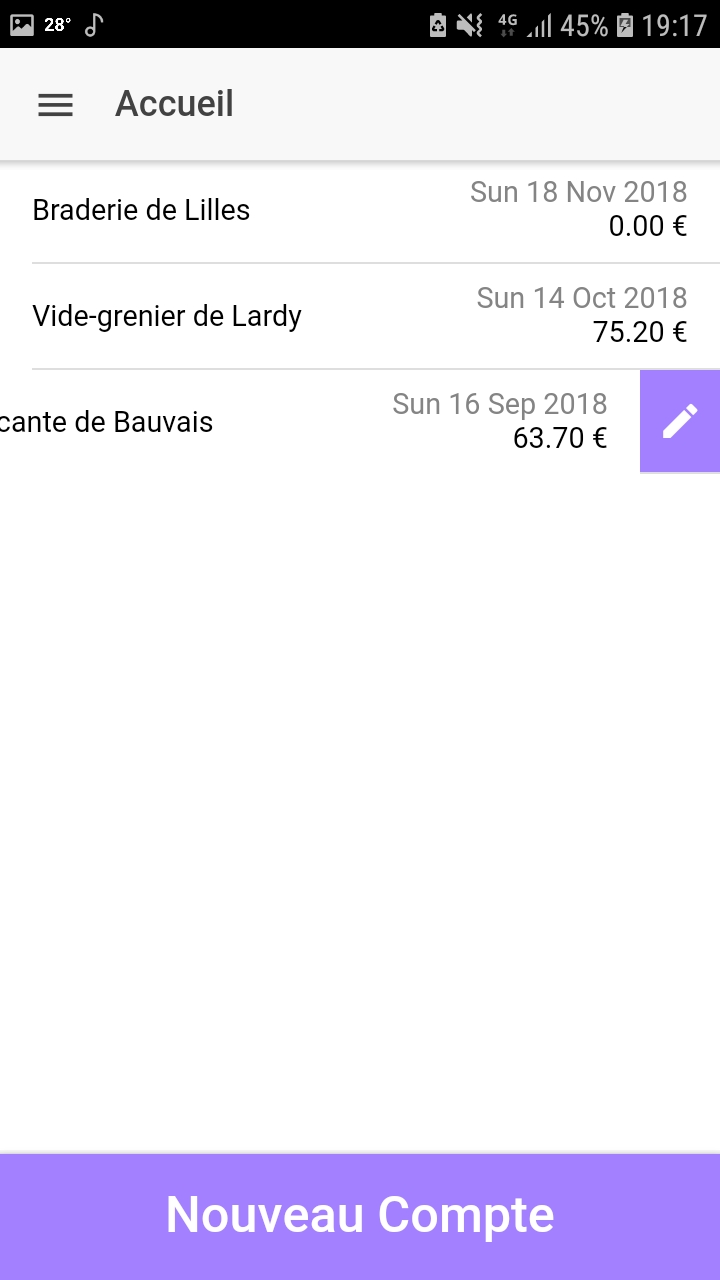 28°
4G 45% 19:17
Accueil
Braderie de Lilles
Sun 18 Nov 2018
0.00 €
Vide-grenier de Lardy
Sun 14 Oct 2018
75.20 €
cante de Bauvais
Sun 16 Sep 2018
63.70 €
Nouveau Compte